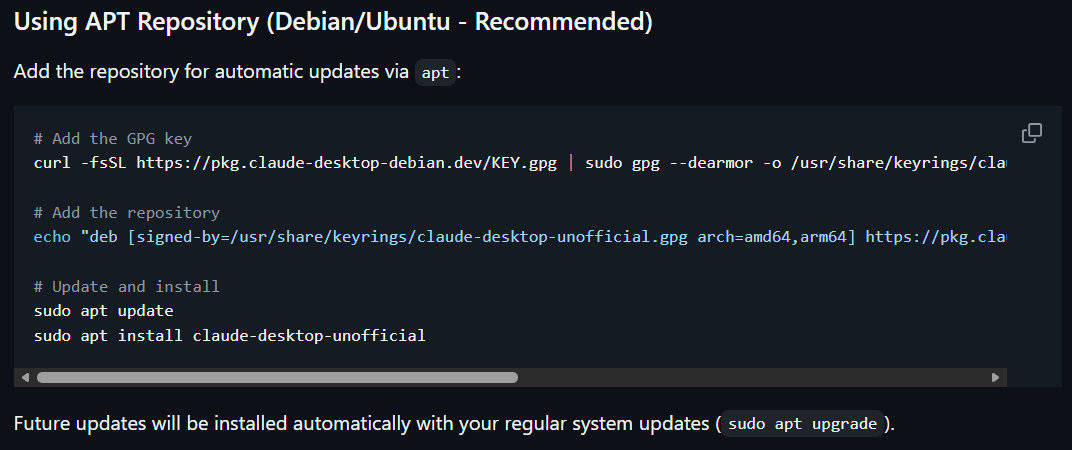 Using APT Repository (Debian/Ubuntu - Recommended)
Add the repository for automatic updates via apt:
# Add the GPG key
curl -fsSL https://pkg.claude-desktop-debian.dev/KEY.gpg | sudo gpg --dearmor -o /usr/share/keyrings/cla
# Add the repository
echo "deb [signed-by=/usr/share/keyrings/claude-desktop-unofficial.gpg arch=amd64,arm64] https://pkg.cla
# Update and install
sudo apt update
sudo apt install claude-desktop-unofficial
Future updates will be installed automatically with your regular system updates (sudo apt upgrade).